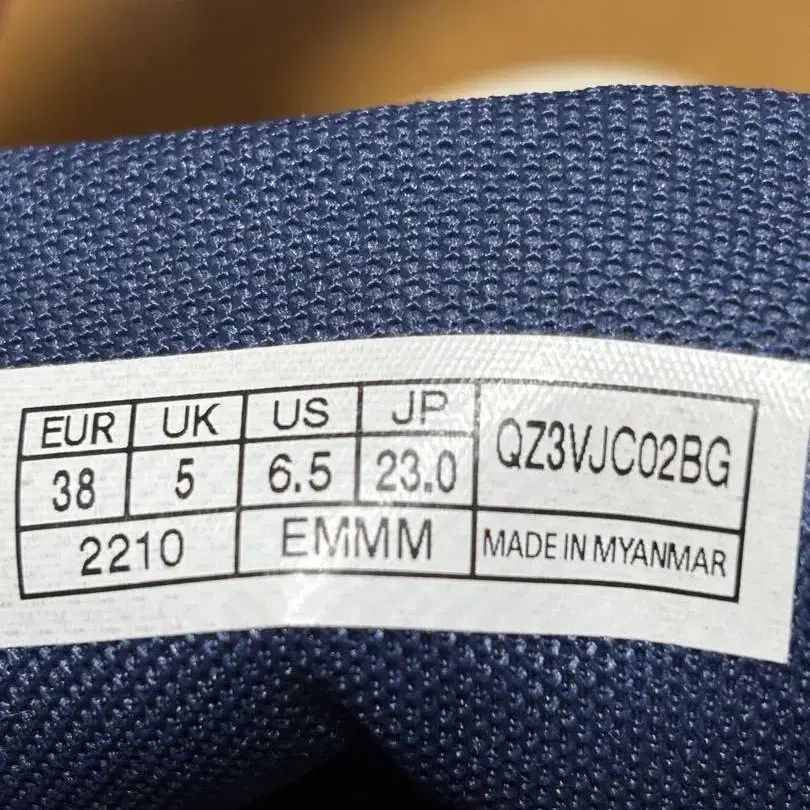 EUR UK US JP QZ3VJC02BG
38 5 6.5 23.0
2210 EMMM MADE IN MYANMAR